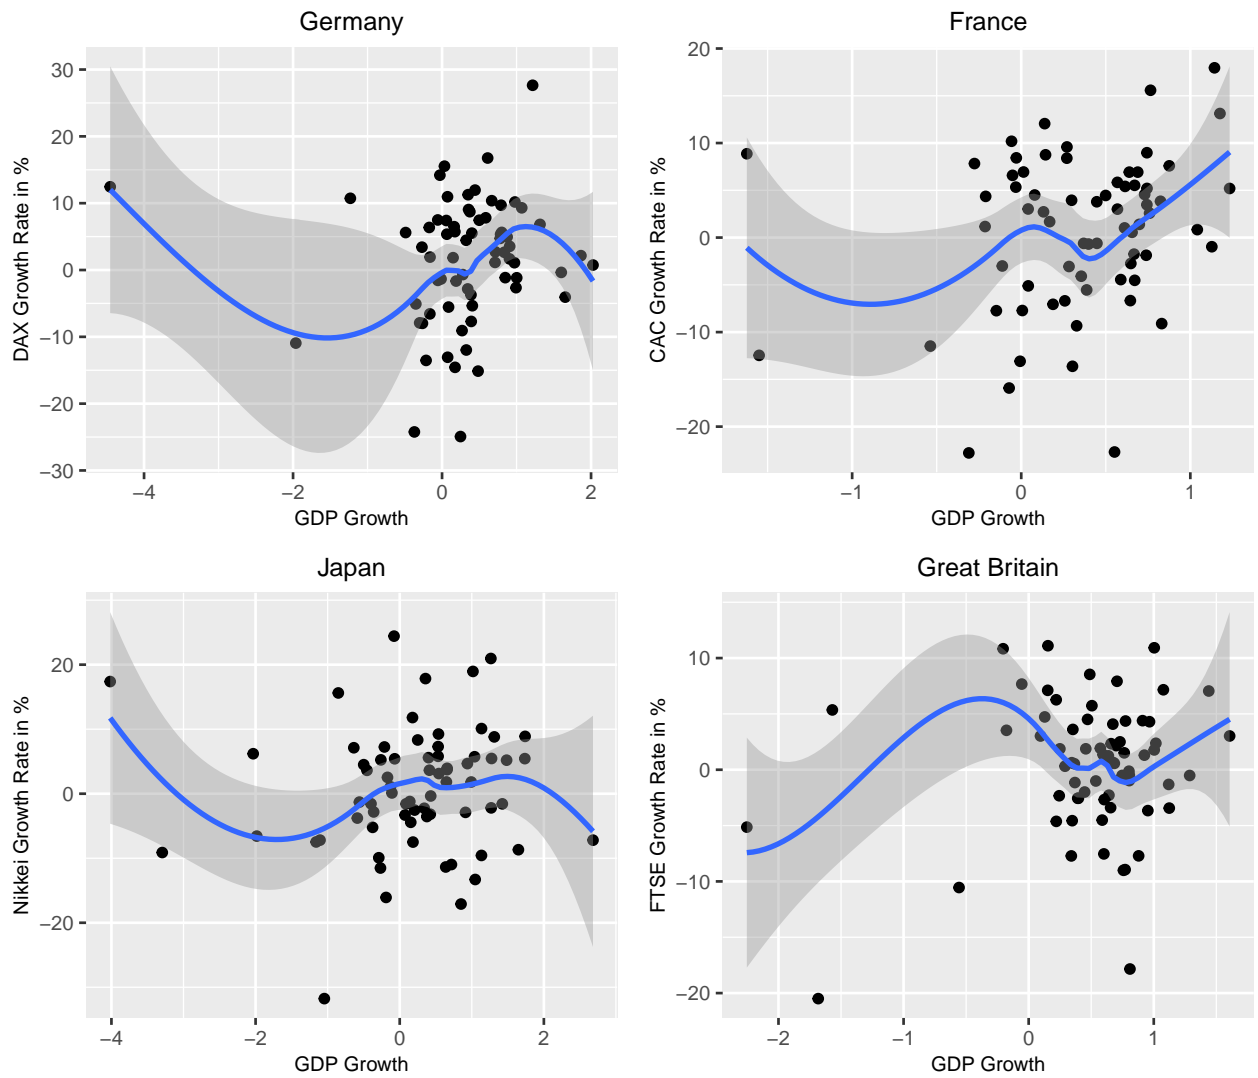 Germany
DAX Growth Rate in %
30
20
10
0
−10
−20
−30
−4
−2
0
2
GDP Growth
France
CAC Growth Rate in %
20
10
0
−10
−20
−1
0
1
GDP Growth
Japan
Nikkei Growth Rate in %
20
0
−20
−4
−2
0
2
GDP Growth
Great Britain
FTSE Growth Rate in %
10
0
−10
−20
−2
−1
0
1
GDP Growth